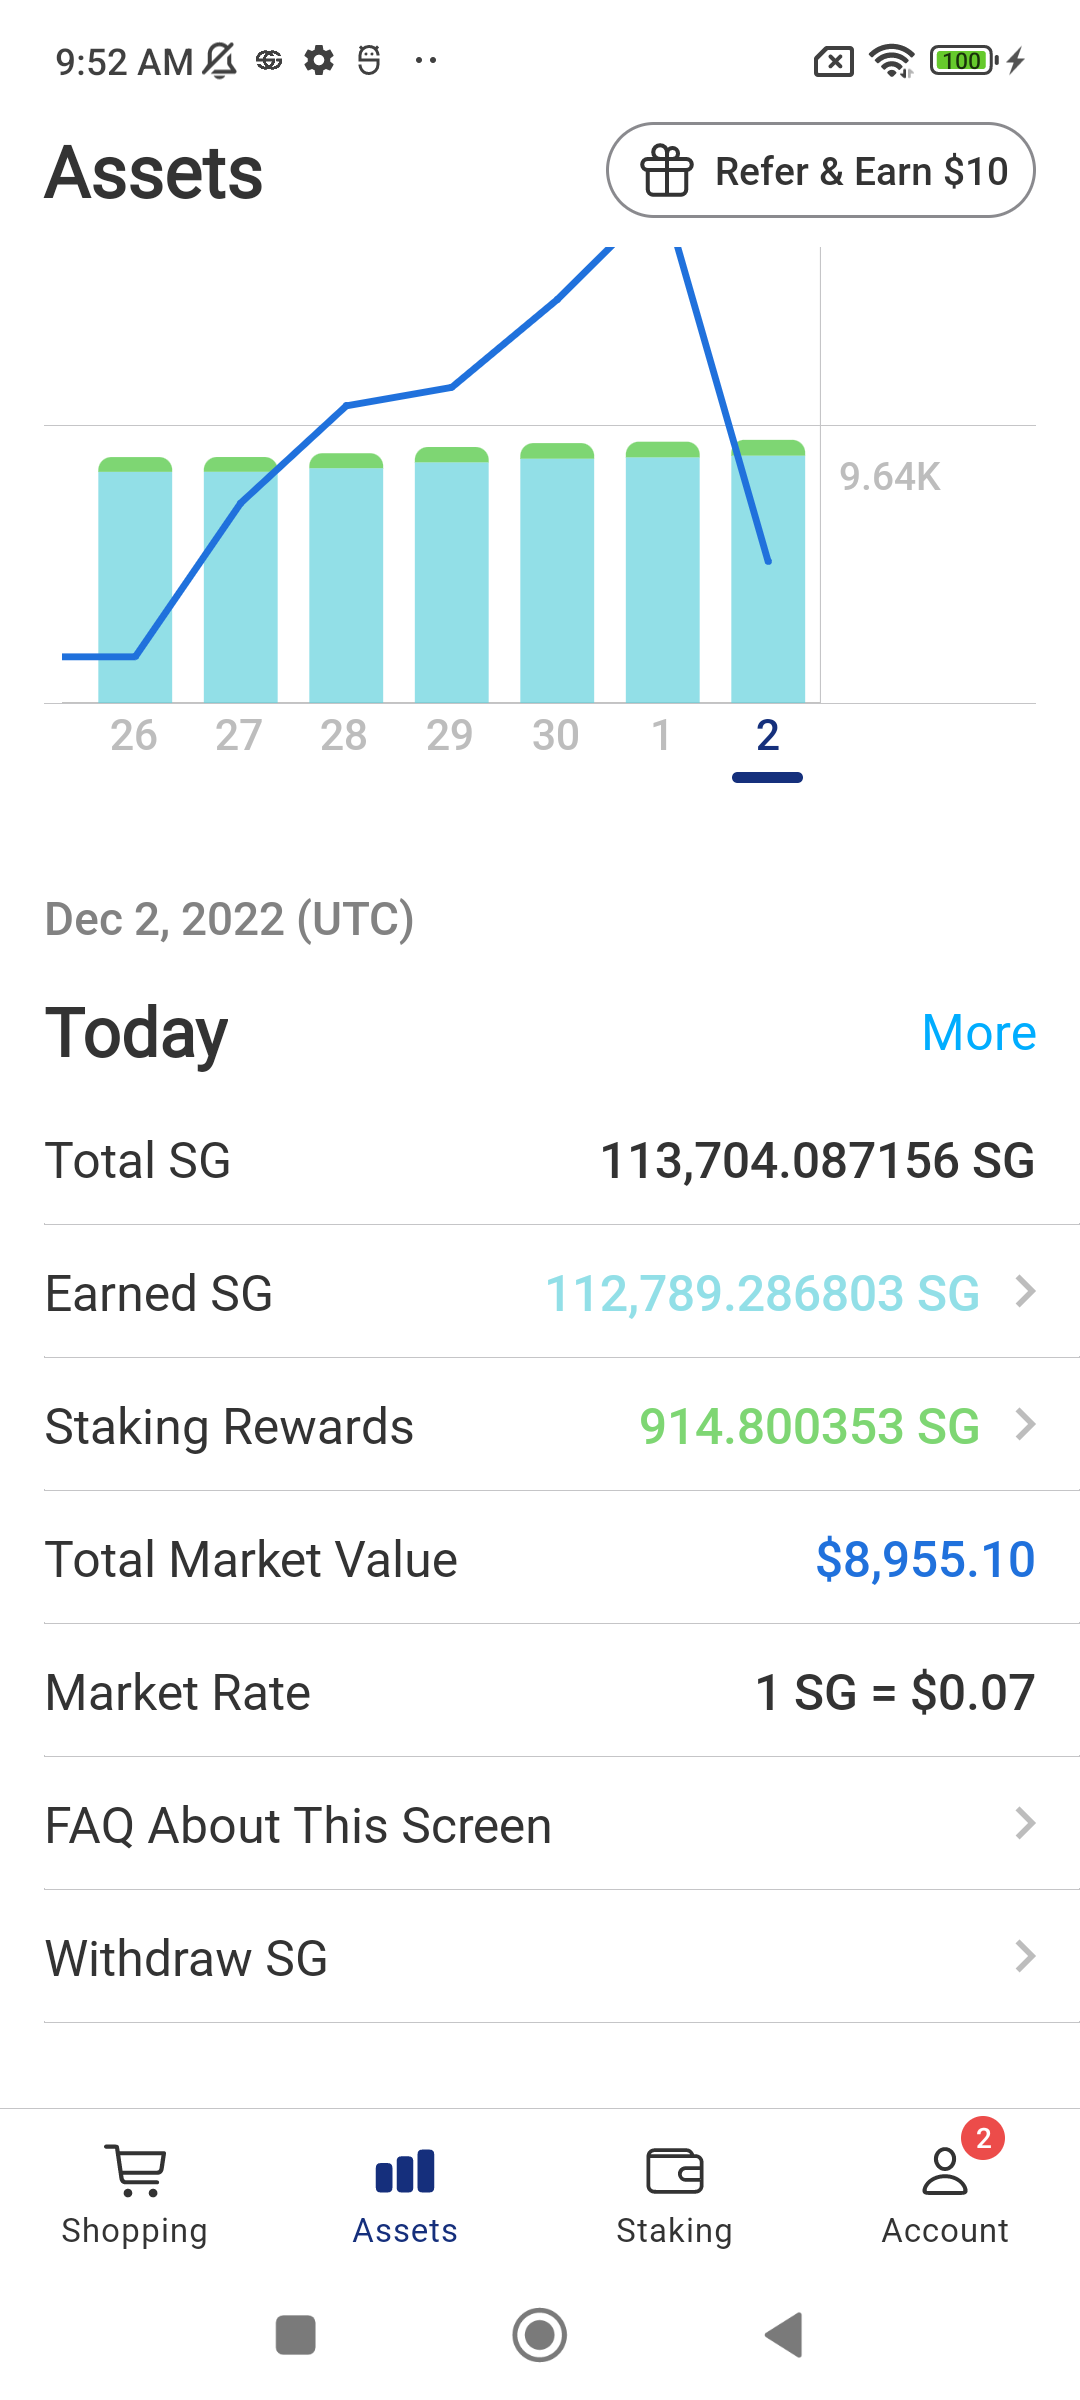 9:52 AM
100
Assets
Refer & Earn $10
9.64K
26 27 28 29 30 1 2
Dec 2, 2022 (UTC)
Today
More
Total SG
113,704.087156 SG
Earned SG
112,789.286803 SG
Staking Rewards
914.800353 SG
Total Market Value
$8,955.10
Market Rate
1 SG = $0.07
FAQ About This Screen
Withdraw SG
2
Shopping
Assets
Staking
Account